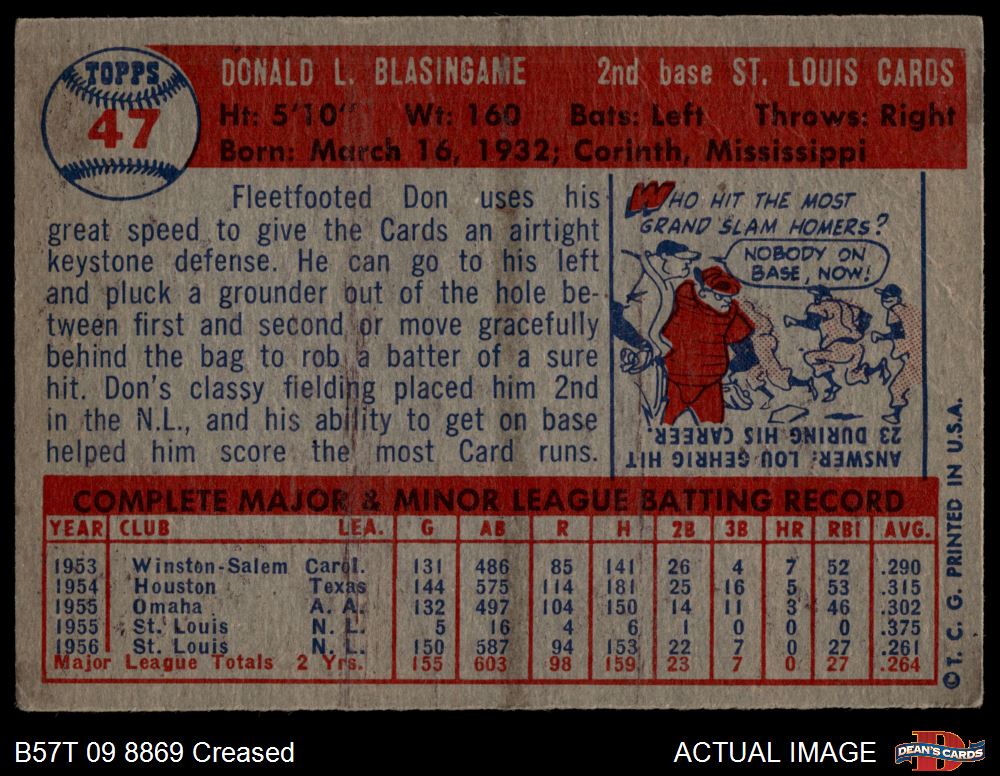 TOPPS
47
DONALD L. BLASINGAME 2nd base ST. LOUIS CARDS
Ht: 5'10" Wt: 160 Bats: Left Throws: Right
Born: March 16, 1932; Corinth, Mississippi
Fleetfooted Don uses his
great speed to give the Cards an airtight
keystone defense. He can go to his left
and pluck a grounder out of the hole be-
tween first and second or move gracefully
behind the bag to rob a batter of a sure
hit. Don's classy fielding placed him 2nd
in the N.L., and his ability to get on base
helped him score the most Card runs.
WHO HIT THE MOST
GRAND SLAM HOMERS?
NOBODY ON
BASE, NOW!
ANSWER: LOU GEHRIG HIT
23 DURING HIS CAREER.
COMPLETE MAJOR & MINOR LEAGUE BATTING RECORD
YEAR CLUB LEA. G AB R H 2B 3B HR RBI AVG.
1953 Winston-Salem Carol. 131 486 85 141 26 4 7 52 .290
1954 Houston Texas 144 575 114 181 25 16 5 53 .315
1955 Omaha A. A. 132 497 104 150 14 11 3 46 .302
1955 St. Louis N. L. 5 16 4 6 1 0 0 0 .375
1956 St. Louis N. L. 150 587 94 153 22 7 0 27 .261
Major League Totals 2 Yrs. 155 603 98 159 23 7 0 27 .264
©T. C. G. PRINTED IN U.S.A.
B57T 09 8869 Creased
ACTUAL IMAGE
DEAN'S CARDS